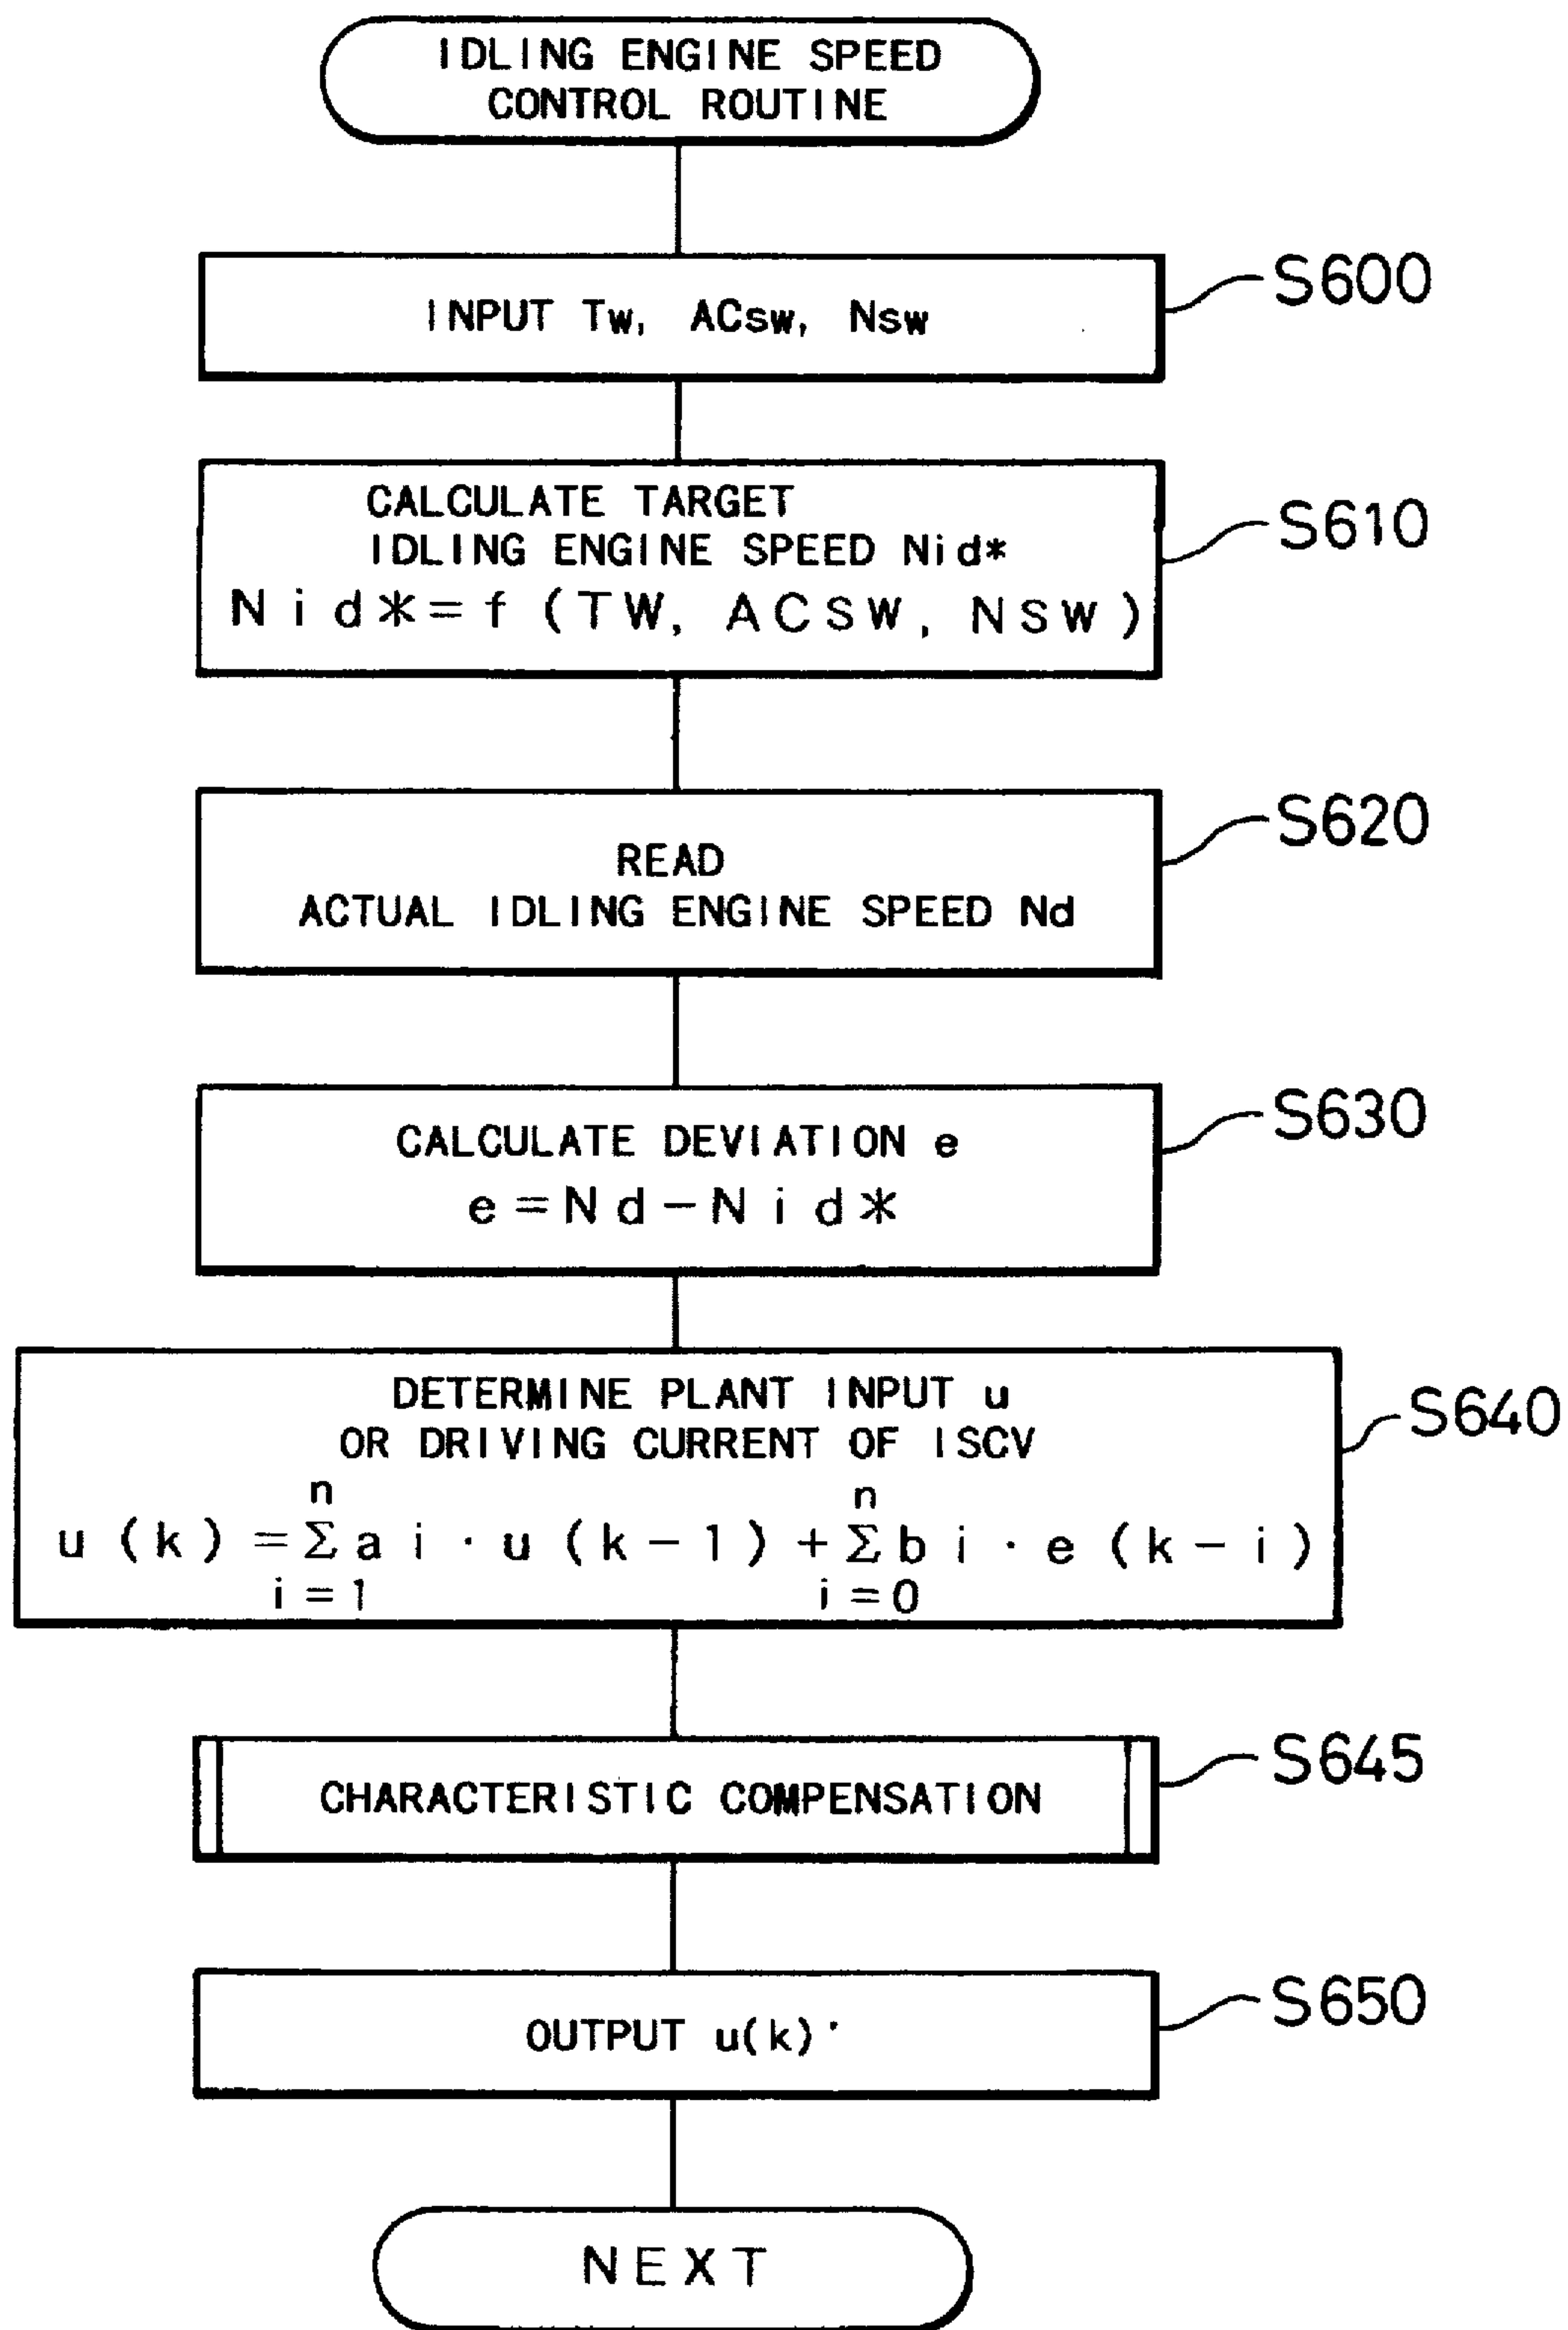 IDLING ENGINE SPEED
CONTROL ROUTINE
INPUT Tw, ACsw, Nsw
S600
CALCULATE TARGET
IDLING ENGINE SPEED Nid*
Nid*=f(TW, ACSW, NSW)
S610
READ
ACTUAL IDLING ENGINE SPEED Nd
S620
CALCULATE DEVIATION e
e=Nd-Nid*
S630
DETERMINE PLANT INPUT u
OR DRIVING CURRENT OF ISCV
n n
u(k)=Σai·u(k-1)+Σbi·e(k-i)
i=1 i=0
S640
CHARACTERISTIC COMPENSATION
S645
OUTPUT u(k)'
S650
NEXT